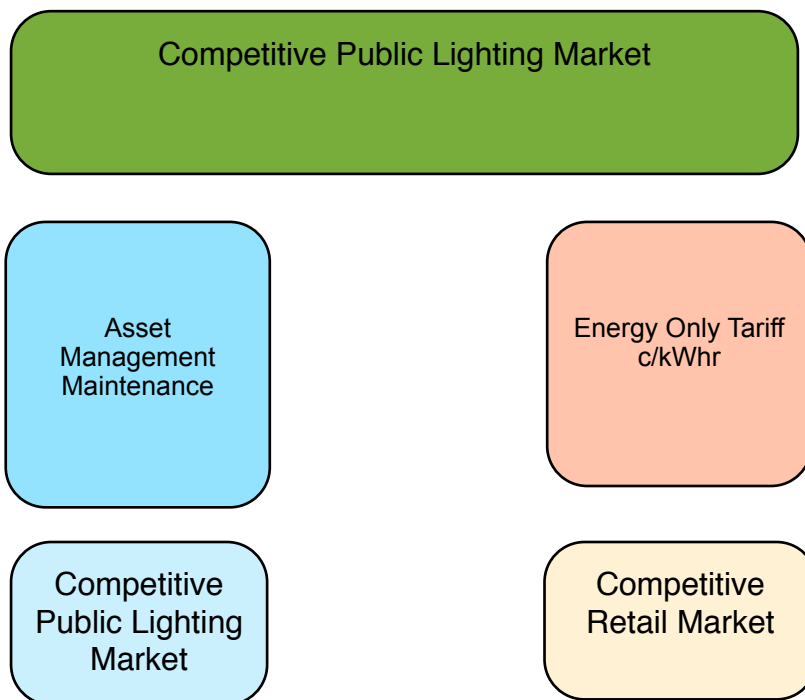 Competitive Public Lighting Market
Asset
Management
Maintenance
Energy Only Tariff
c/kWhr
Competitive
Public Lighting
Market
Competitive
Retail Market